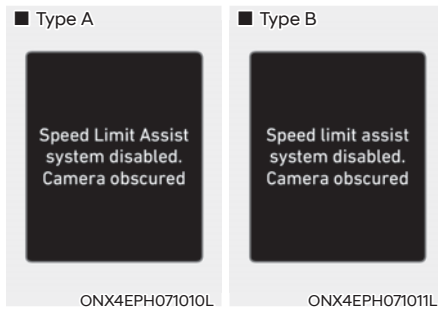 ■ Type A
Speed Limit Assist
system disabled.
Camera obscured
ONX4EPH071010L
■ Type B
Speed limit assist
system disabled.
Camera obscured
ONX4EPH071011L